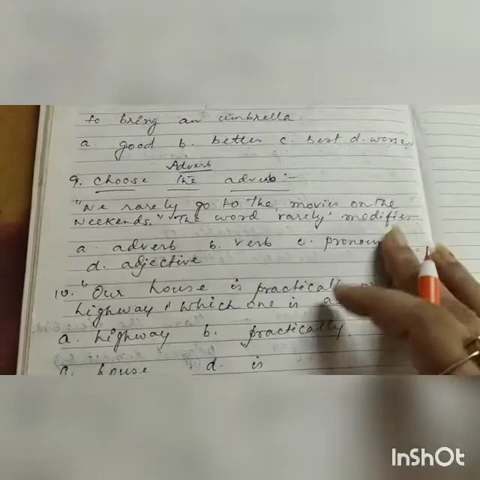 to bring an umbrella.
a. good b. better c. best d. worse
Adverb
9. Choose the adverb :-
"We rarely go to the movies on the
weekends." The word 'rarely' modifies
a. adverb b. verb c. pronoun
d. adjective
10. "Our house is practically
highway" which one is
a. highway b. practically.
house d. is
InShOt